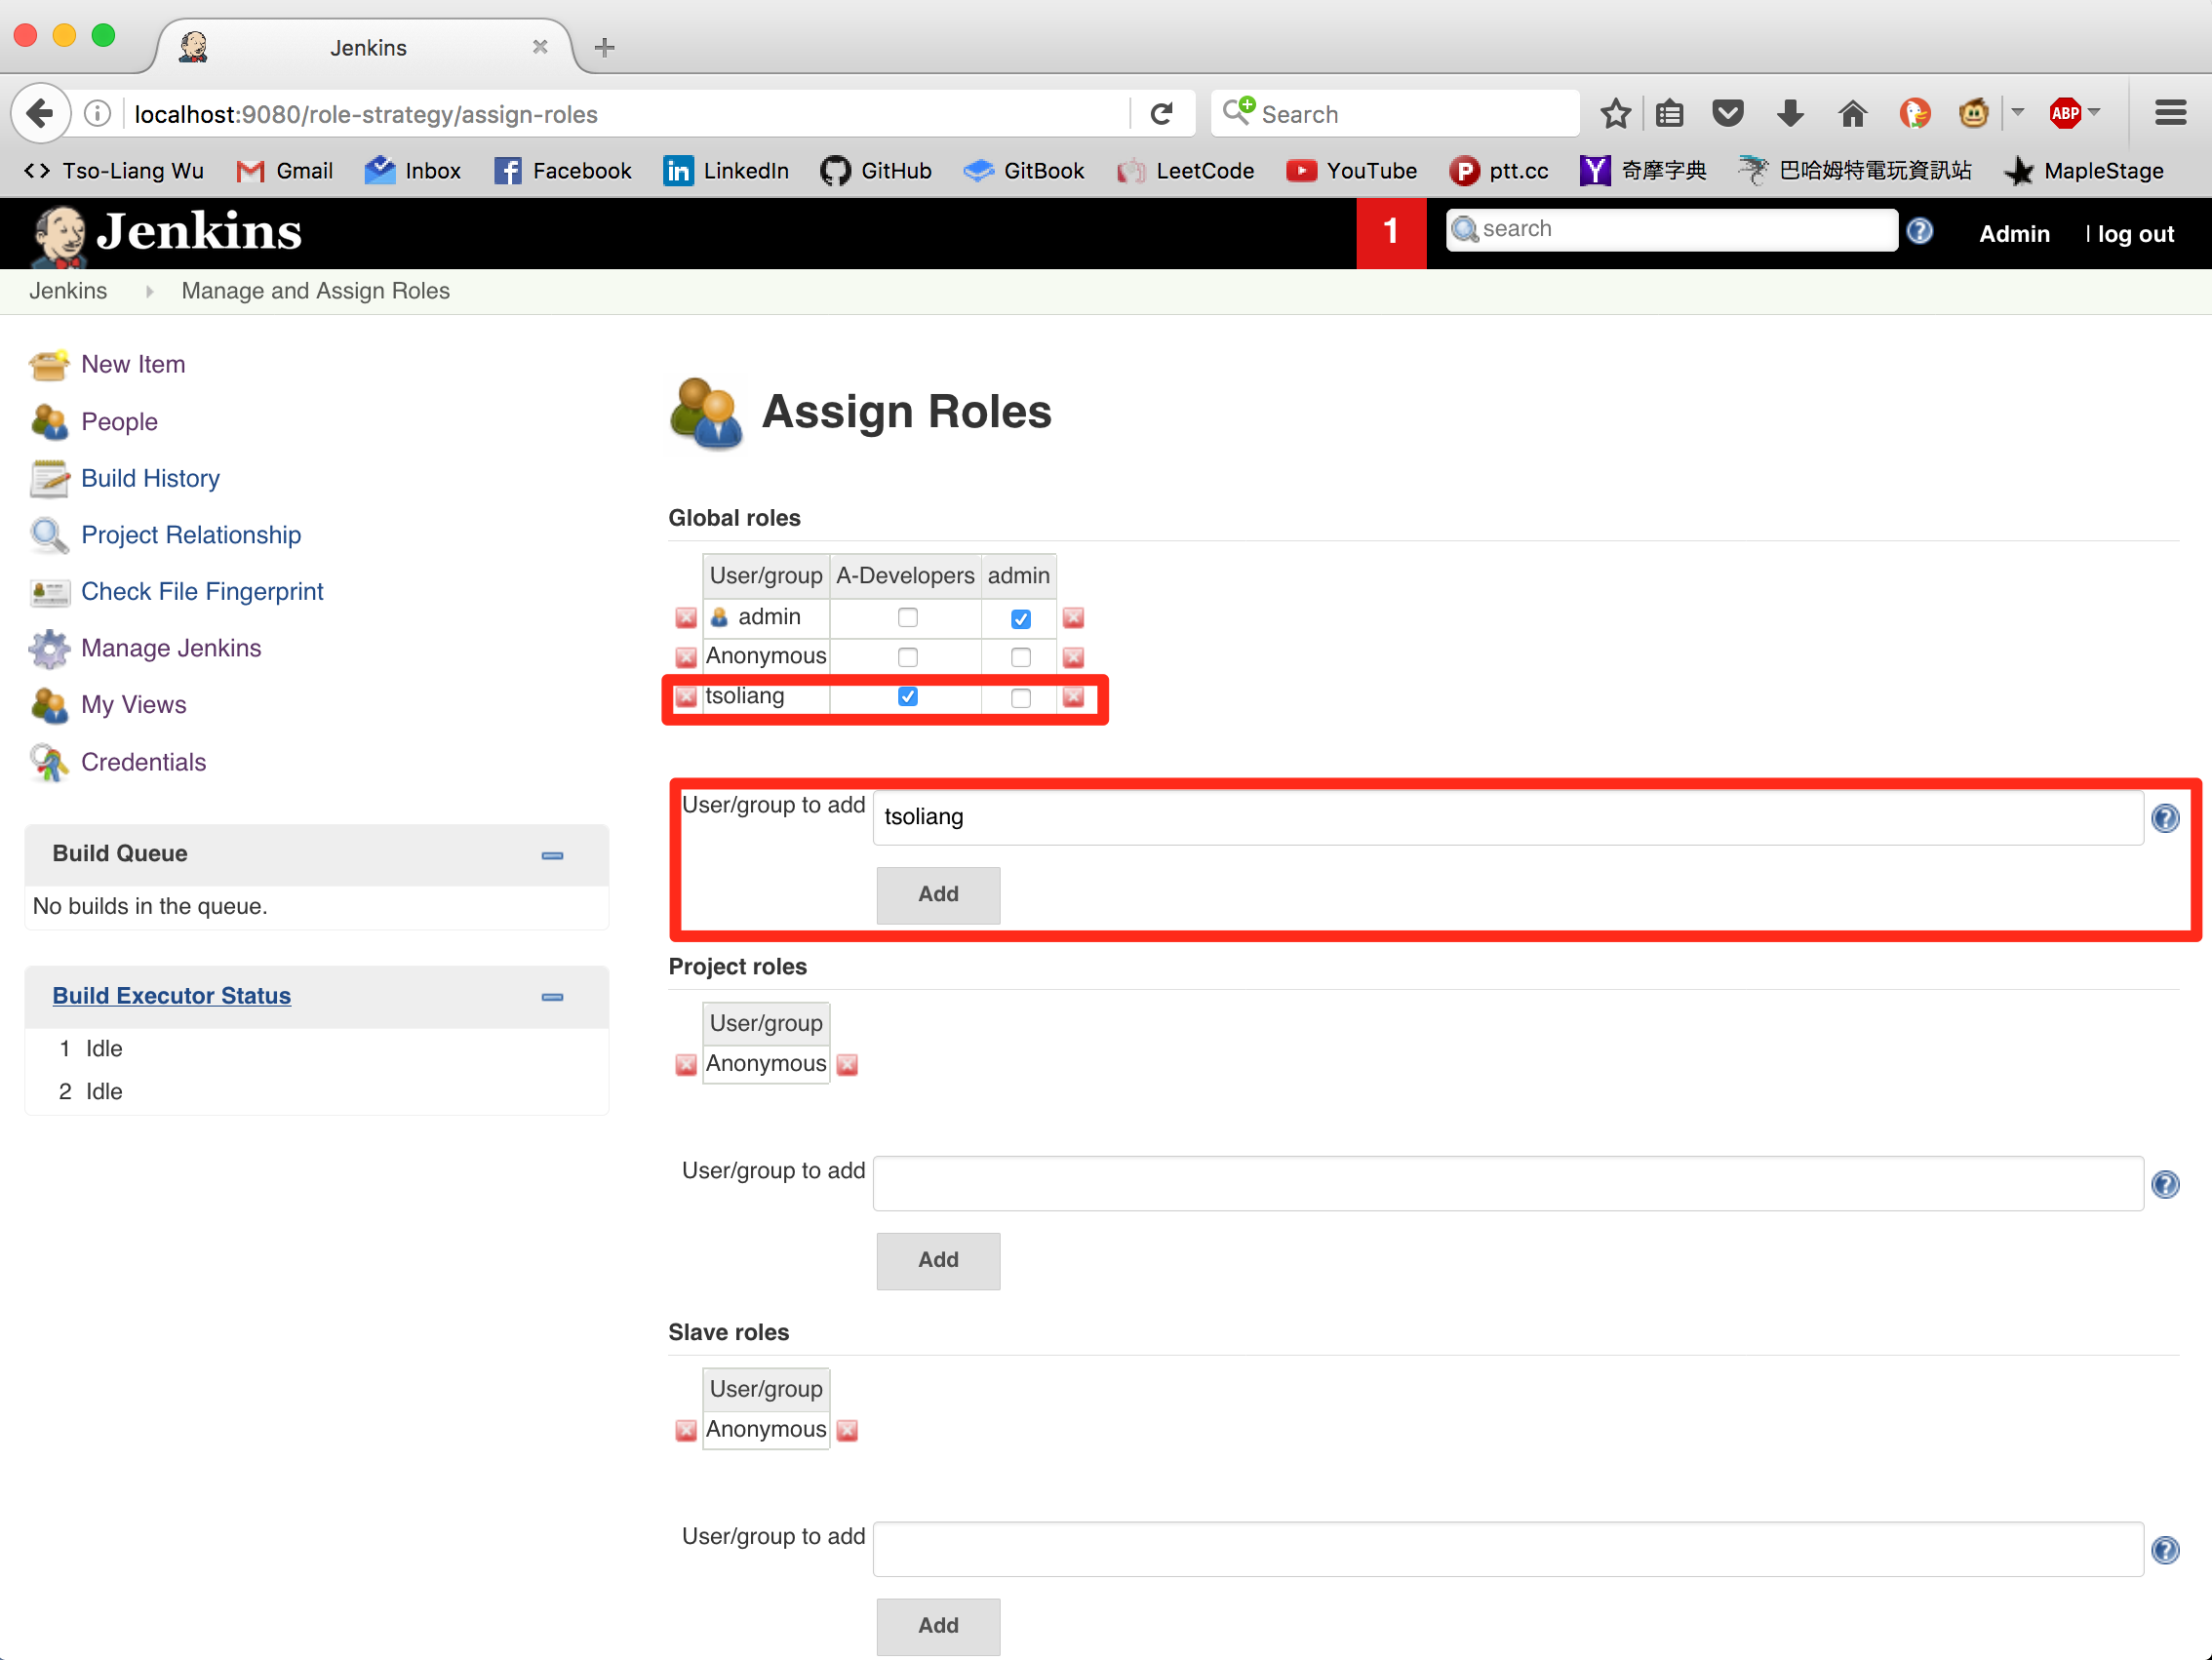 Jenkins
localhost:9080/role-strategy/assign-roles
Search
ABP
Tso-Liang Wu
Gmail
Inbox
Facebook
LinkedIn
GitHub
GitBook
LeetCode
YouTube
ptt.cc
奇摩字典
巴哈姆特電玩資訊站
MapleStage
Jenkins
1
search
Admin
| log out
Jenkins
Manage and Assign Roles
New Item
People
Build History
Project Relationship
Check File Fingerprint
Manage Jenkins
My Views
Credentials
Build Queue
No builds in the queue.
Build Executor Status
1 Idle
2 Idle
Assign Roles
Global roles
User/group A-Developers admin
admin
Anonymous
tsoliang
User/group to add tsoliang
Add
Project roles
User/group
Anonymous
User/group to add
Add
Slave roles
User/group
Anonymous
User/group to add
Add